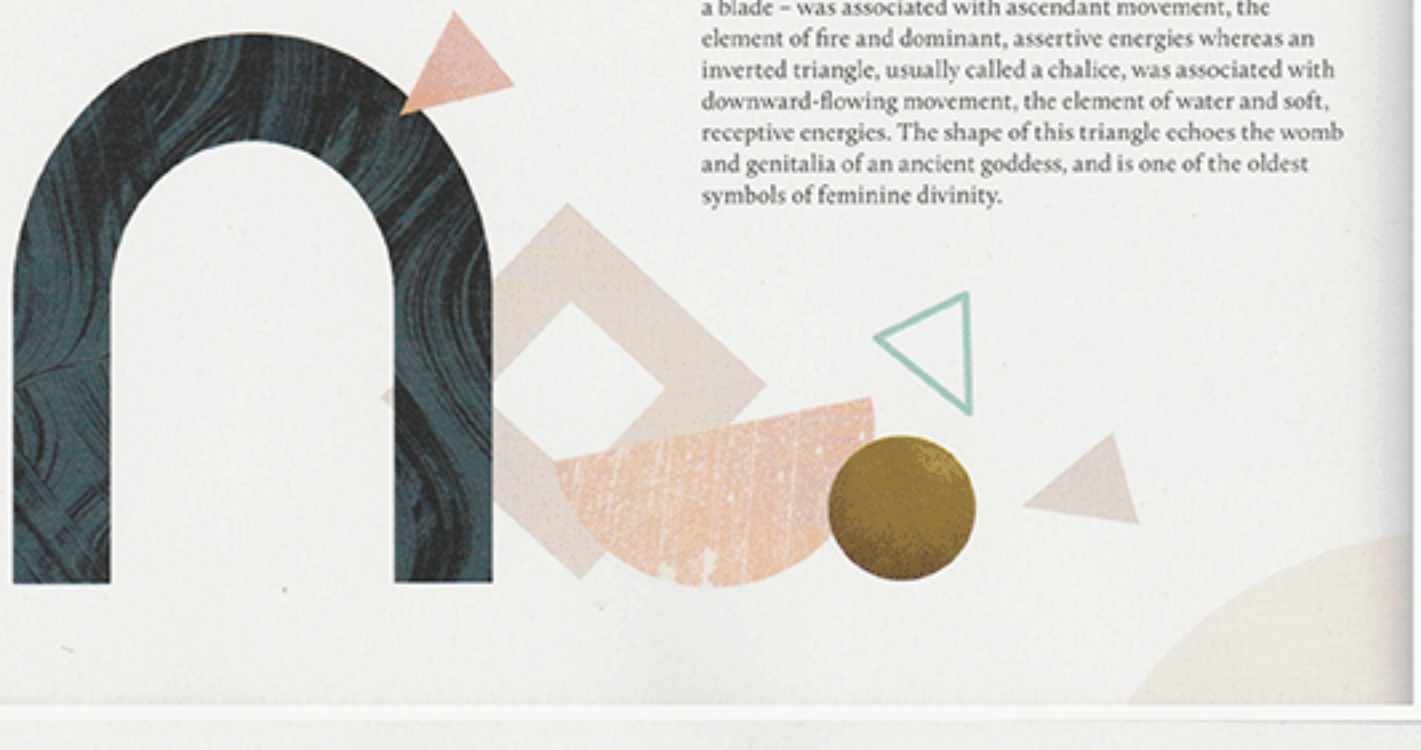 a blade – was associated with ascendant movement, the
element of fire and dominant, assertive energies whereas an
inverted triangle, usually called a chalice, was associated with
downward-flowing movement, the element of water and soft,
receptive energies. The shape of this triangle echoes the womb
and genitalia of an ancient goddess, and is one of the oldest
symbols of feminine divinity.